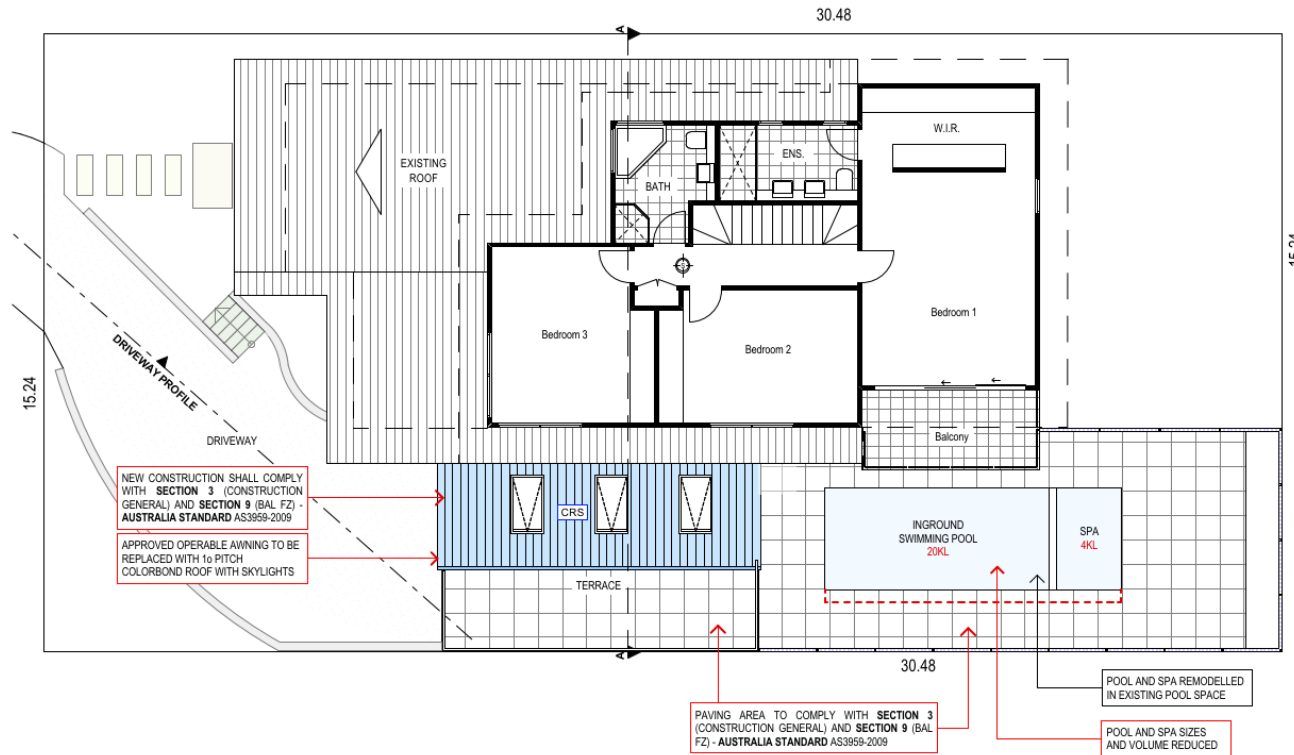 30.48
A
W.I.R.
ENS.
EXISTING
ROOF
BATH
15.24
Bedroom 1
Bedroom 3
Bedroom 2
DRIVEWAY PROFILE
15.24
DRIVEWAY
Balcony
NEW CONSTRUCTION SHALL COMPLY
WITH SECTION 3 (CONSTRUCTION
GENERAL) AND SECTION 9 (BAL FZ) -
AUSTRALIA STANDARD AS3959-2009
CRS
INGROUND
SWIMMING POOL
20KL
SPA
4KL
APPROVED OPERABLE AWNING TO BE
REPLACED WITH 1o PITCH
COLORBOND ROOF WITH SKYLIGHTS
TERRACE
A
30.48
POOL AND SPA REMODELLED
IN EXISTING POOL SPACE
PAVING AREA TO COMPLY WITH SECTION 3
(CONSTRUCTION GENERAL) AND SECTION 9 (BAL
FZ) - AUSTRALIA STANDARD AS3959-2009
POOL AND SPA SIZES
AND VOLUME REDUCED